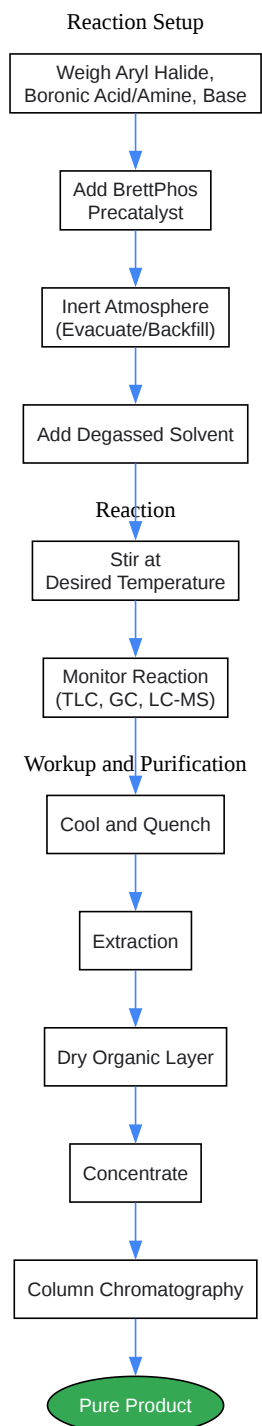 Reaction Setup
Weigh Aryl Halide,
Boronic Acid/Amine, Base
Add BrettPhos
Precatalyst
Inert Atmosphere
(Evacuate/Backfill)
Add Degassed Solvent
Reaction
Stir at
Desired Temperature
Monitor Reaction
(TLC, GC, LC-MS)
Workup and Purification
Cool and Quench
Extraction
Dry Organic Layer
Concentrate
Column Chromatography
Pure Product